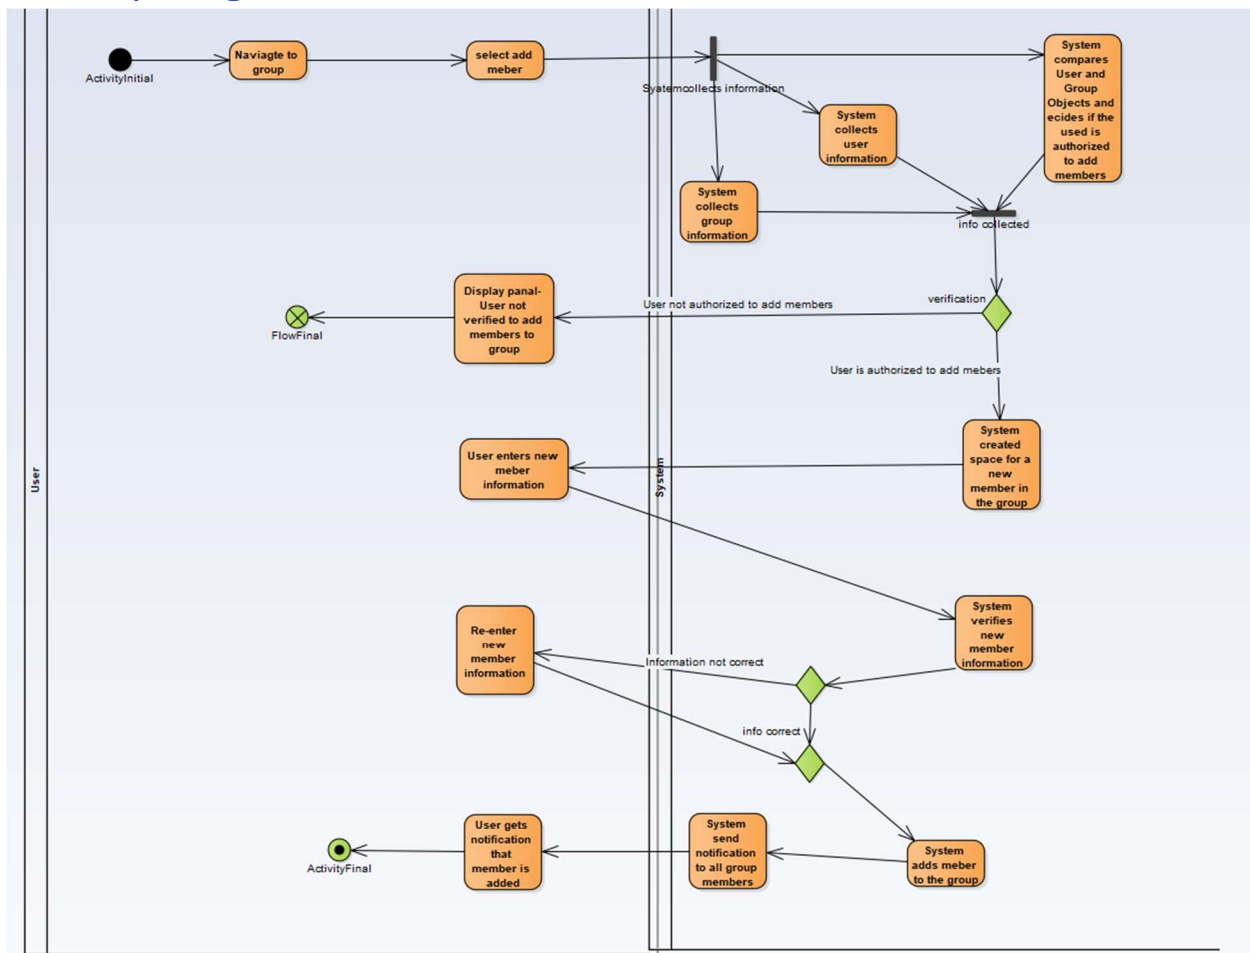 ActivityInitial
Naviagte to
group
select add
meber
Syatemcollects information
System
compares
User and
Group
Objects and
ecides if the
used is
authorized
to add
members
System
collects
user
information
System
collects
group
information
info collected
verification
User not authorized to add members
Display panal-
User not
verified to add
members to
group
FlowFinal
User is authorized to add mebers
System
created
space for a
new
member in
the group
User enters new
meber
information
User
System
System
verifies
new
member
information
Information not correct
Re-enter
new
member
information
info correct
System
adds meber
to the group
System
send
notification
to all group
members
User gets
notification
that
member is
added
ActivityFinal